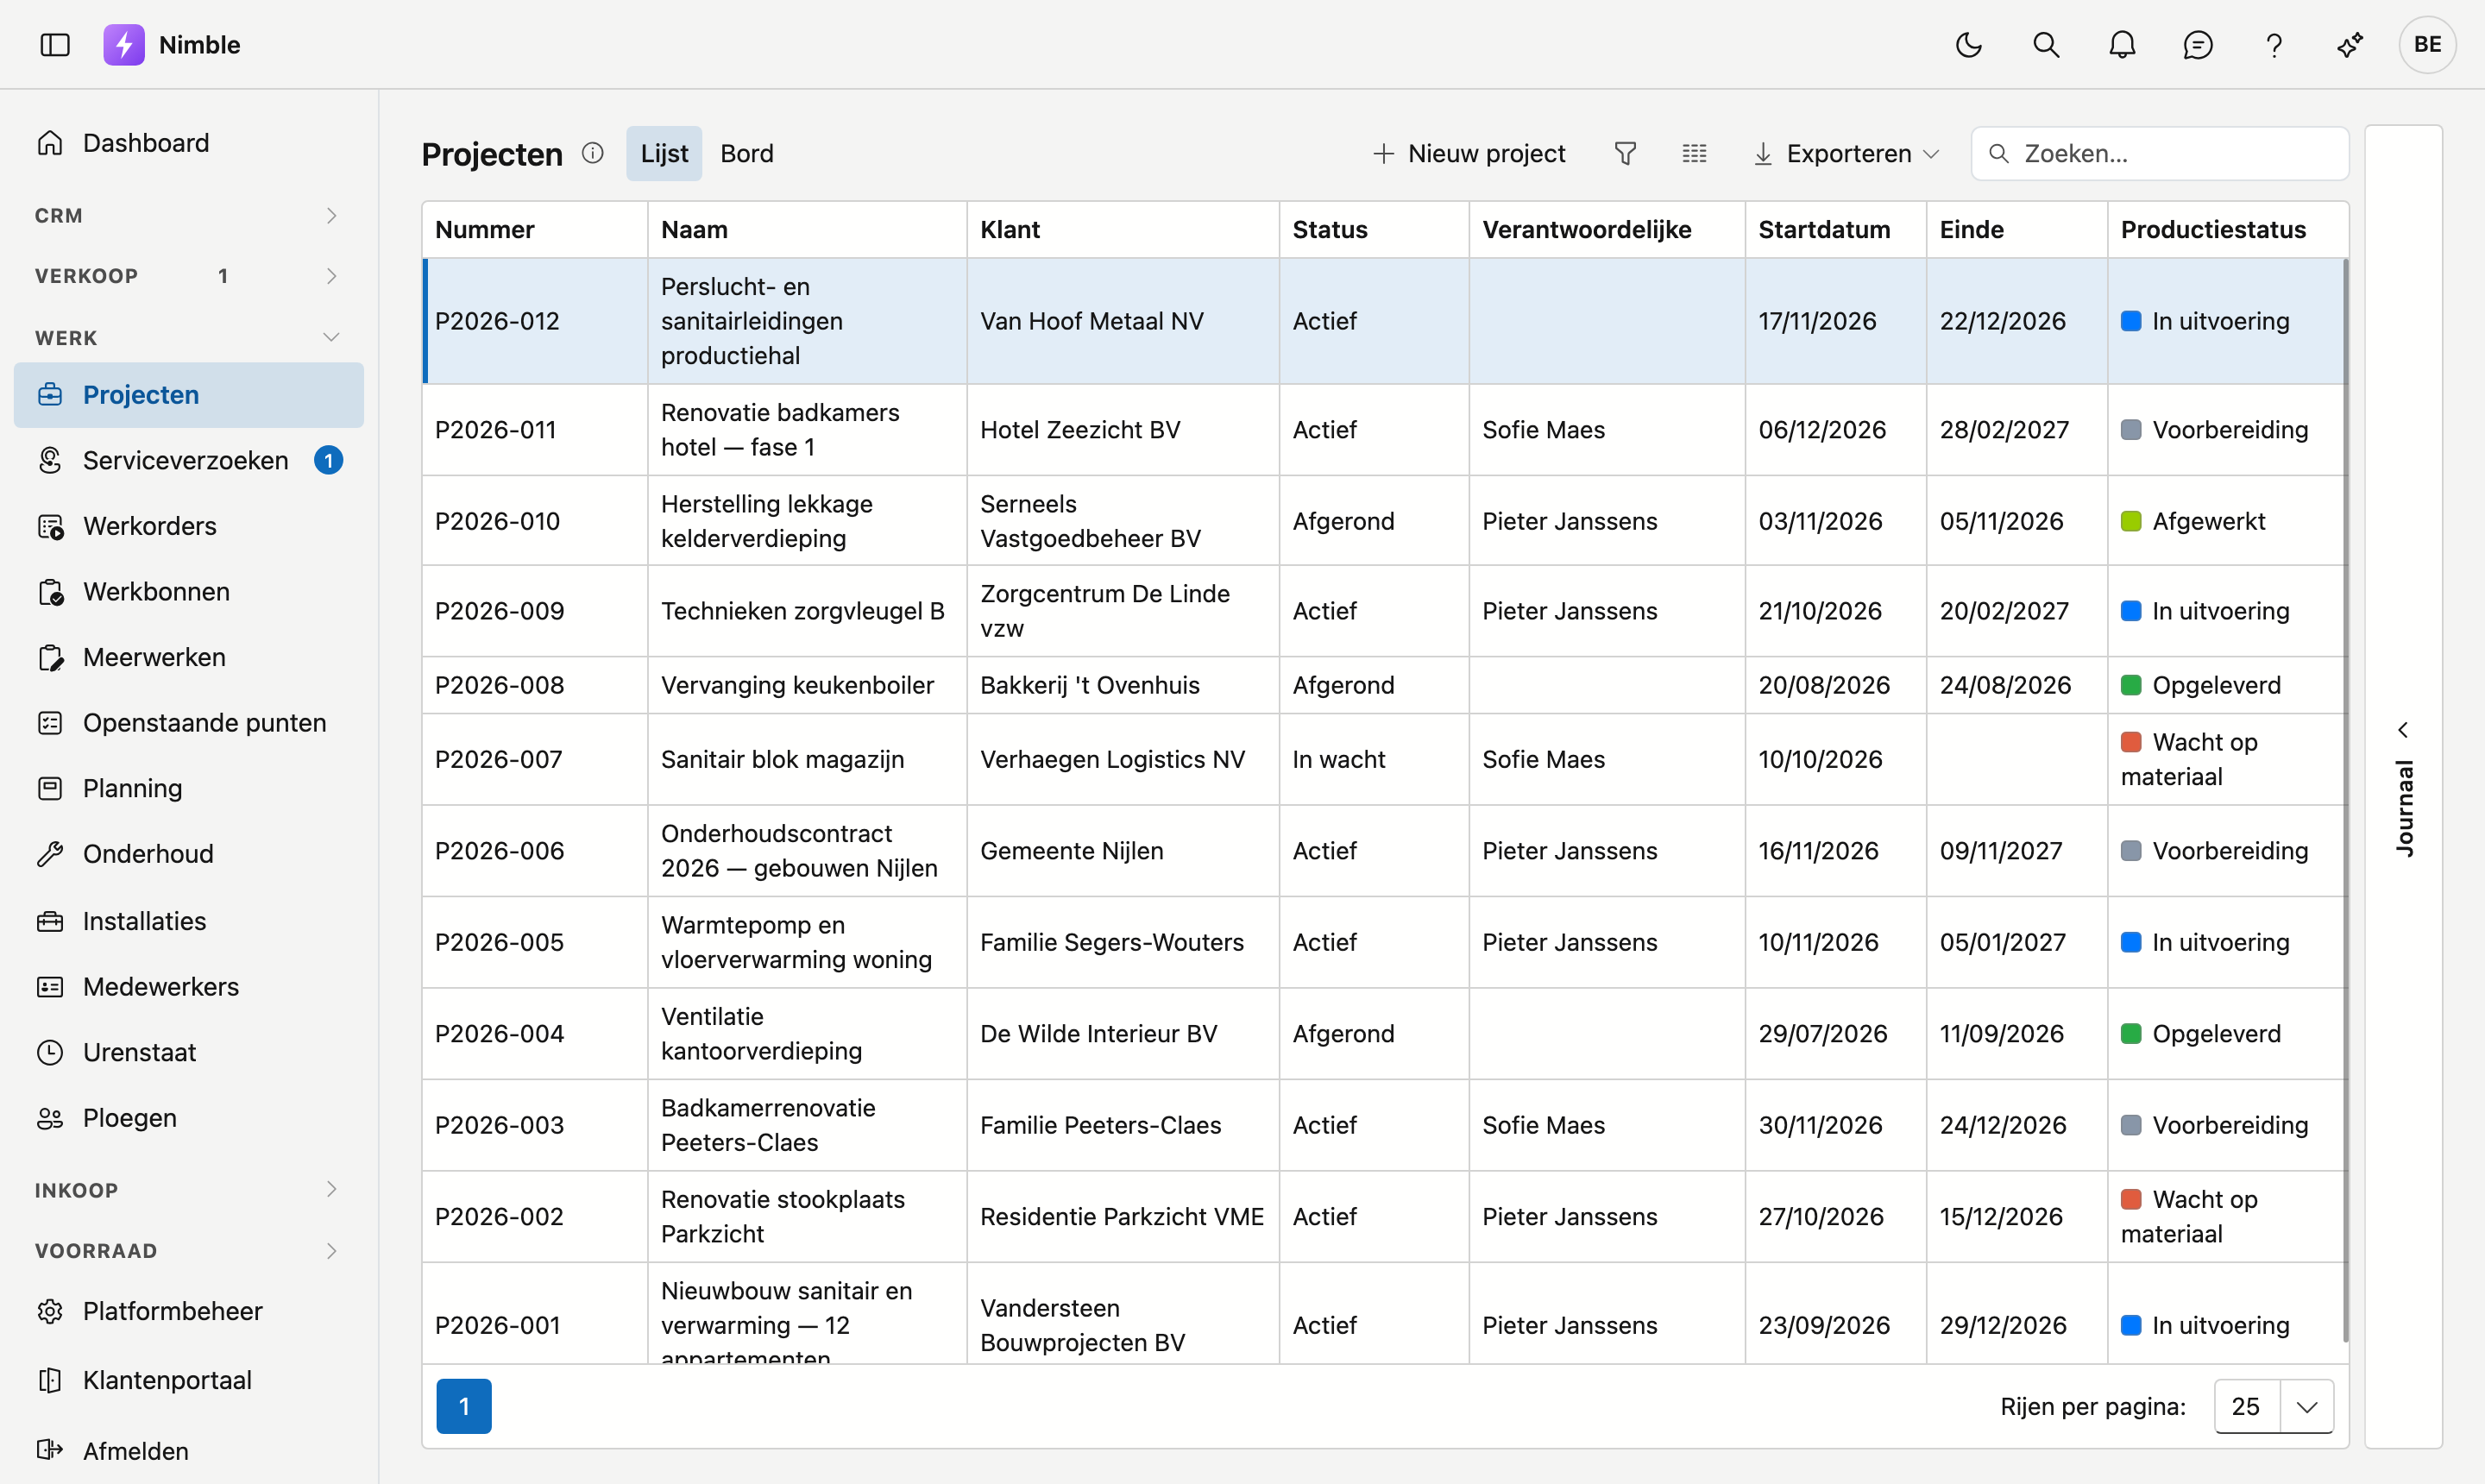 Nimble
BE
Dashboard
CRM
VERKOOP 1
WERK
Projecten
Serviceverzoeken 1
Werkorders
Werkbonnen
Meerwerken
Openstaande punten
Planning
Onderhoud
Installaties
Medewerkers
Urenstaat
Ploegen
INKOOP
VOORRAAD
Platformbeheer
Klantenportaal
Afmelden
Projecten Lijst Bord Nieuw project Exporteren Zoeken...
Nummer Naam Klant Status Verantwoordelijke Startdatum Einde Productiestatus
P2026-012 Perslucht- en
sanitairleidingen
productiehal Van Hoof Metaal NV Actief 17/11/2026 22/12/2026 In uitvoering
P2026-011 Renovatie badkamers
hotel — fase 1 Hotel Zeezicht BV Actief Sofie Maes 06/12/2026 28/02/2027 Voorbereiding
P2026-010 Herstelling lekkage
kelderverdieping Serneels
Vastgoedbeheer BV Afgerond Pieter Janssens 03/11/2026 05/11/2026 Afgewerkt
P2026-009 Technieken zorgvleugel B Zorgcentrum De Linde
vzw Actief Pieter Janssens 21/10/2026 20/02/2027 In uitvoering
P2026-008 Vervanging keukenboiler Bakkerij 't Ovenhuis Afgerond 20/08/2026 24/08/2026 Opgeleverd
P2026-007 Sanitair blok magazijn Verhaegen Logistics NV In wacht Sofie Maes 10/10/2026 Wacht op
materiaal
P2026-006 Onderhoudscontract
2026 — gebouwen Nijlen Gemeente Nijlen Actief Pieter Janssens 16/11/2026 09/11/2027 Voorbereiding
P2026-005 Warmtepomp en
vloerverwarming woning Familie Segers-Wouters Actief Pieter Janssens 10/11/2026 05/01/2027 In uitvoering
P2026-004 Ventilatie
kantoorverdieping De Wilde Interieur BV Afgerond 29/07/2026 11/09/2026 Opgeleverd
P2026-003 Badkamerrenovatie
Peeters-Claes Familie Peeters-Claes Actief Sofie Maes 30/11/2026 24/12/2026 Voorbereiding
P2026-002 Renovatie stookplaats
Parkzicht Residentie Parkzicht VME Actief Pieter Janssens 27/10/2026 15/12/2026 Wacht op
materiaal
P2026-001 Nieuwbouw sanitair en
verwarming — 12
appartementen Vandersteen
Bouwprojecten BV Actief Pieter Janssens 23/09/2026 29/12/2026 In uitvoering
1 Rijen per pagina: 25
Journaal